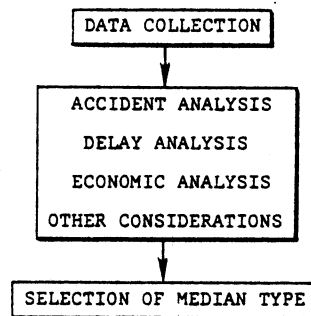 DATA COLLECTION
ACCIDENT ANALYSIS
DELAY ANALYSIS
ECONOMIC ANALYSIS
OTHER CONSIDERATIONS
SELECTION OF MEDIAN TYPE